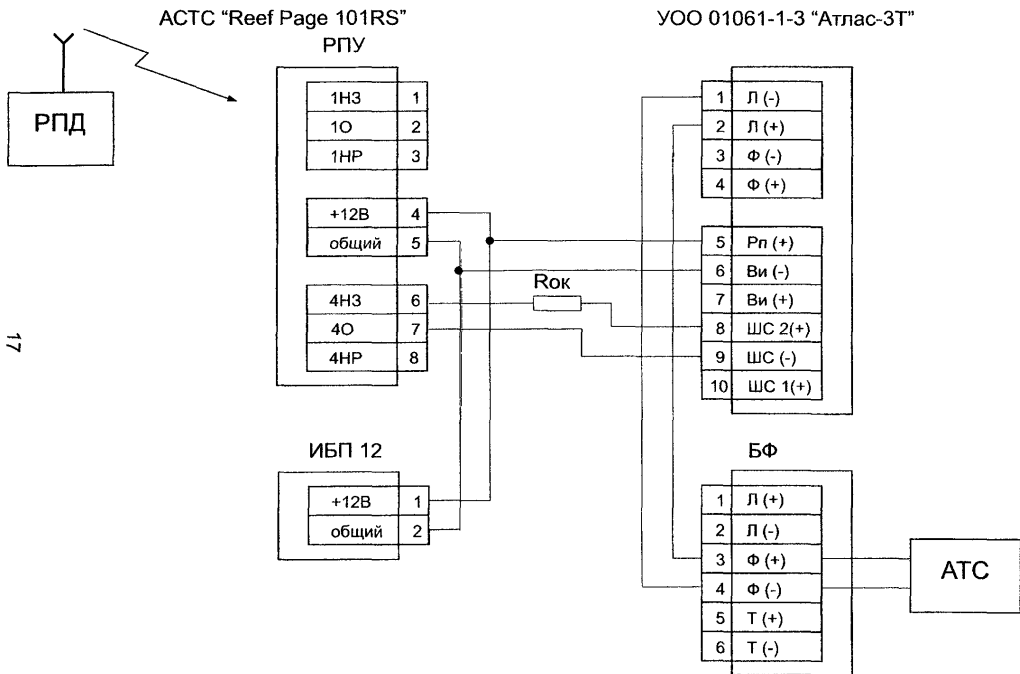 АСТС “Reef Page 101RS”
УОО 01061-1-3 “Атлас-3Т”
РПУ
РПД
1НЗ 1
1О 2
1НР 3
+12В 4
общий 5
4НЗ 6
4О 7
4НР 8
Rок
1 Л (-)
2 Л (+)
3 Ф (-)
4 Ф (+)
5 Рп (+)
6 Ви (-)
7 Ви (+)
8 ШС 2(+)
9 ШС (-)
10 ШС 1(+)
17
ИБП 12
+12В 1
общий 2
БФ
1 Л (+)
2 Л (-)
3 Ф (+)
4 Ф (-)
5 Т (+)
6 Т (-)
АТС